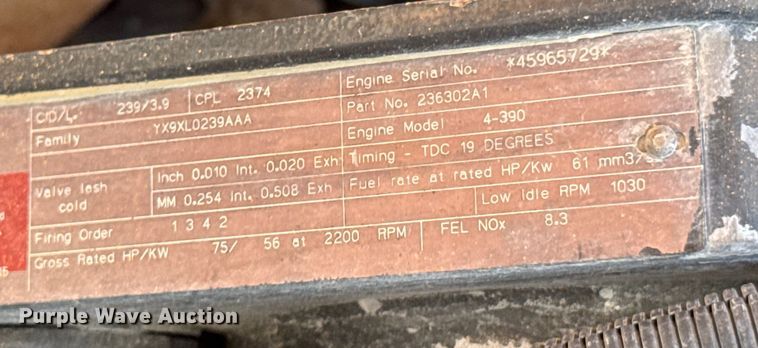 CID/L. 239/3.9 CPL 2374 Engine Serial No. *45965729*
Family YX9XL0239AAA Part No. 236302A1
Engine Model 4-390
Valve lash cold Inch 0.010 Int. 0.020 Exh Timing - TDC 19 DEGREES
MM 0.254 Int. 0.508 Exh Fuel rate at rated HP/Kw 61 mm3/
Firing Order 1 3 4 2 Low Idle RPM 1030
Gross Rated HP/KW 75/ 56 at 2200 RPM FEL NOx 8.3
Purple Wave Auction